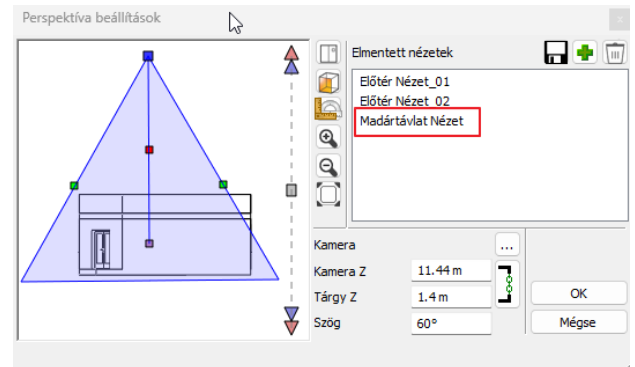 Perspektíva beállítások
x
Elmentett nézetek
Előtér Nézet_01
Előtér Nézet_02
Madártávlat Nézet
Kamera
...
Kamera Z 11.44 m
Tárgy Z 1.4 m
OK
Szög 60°
Mégse